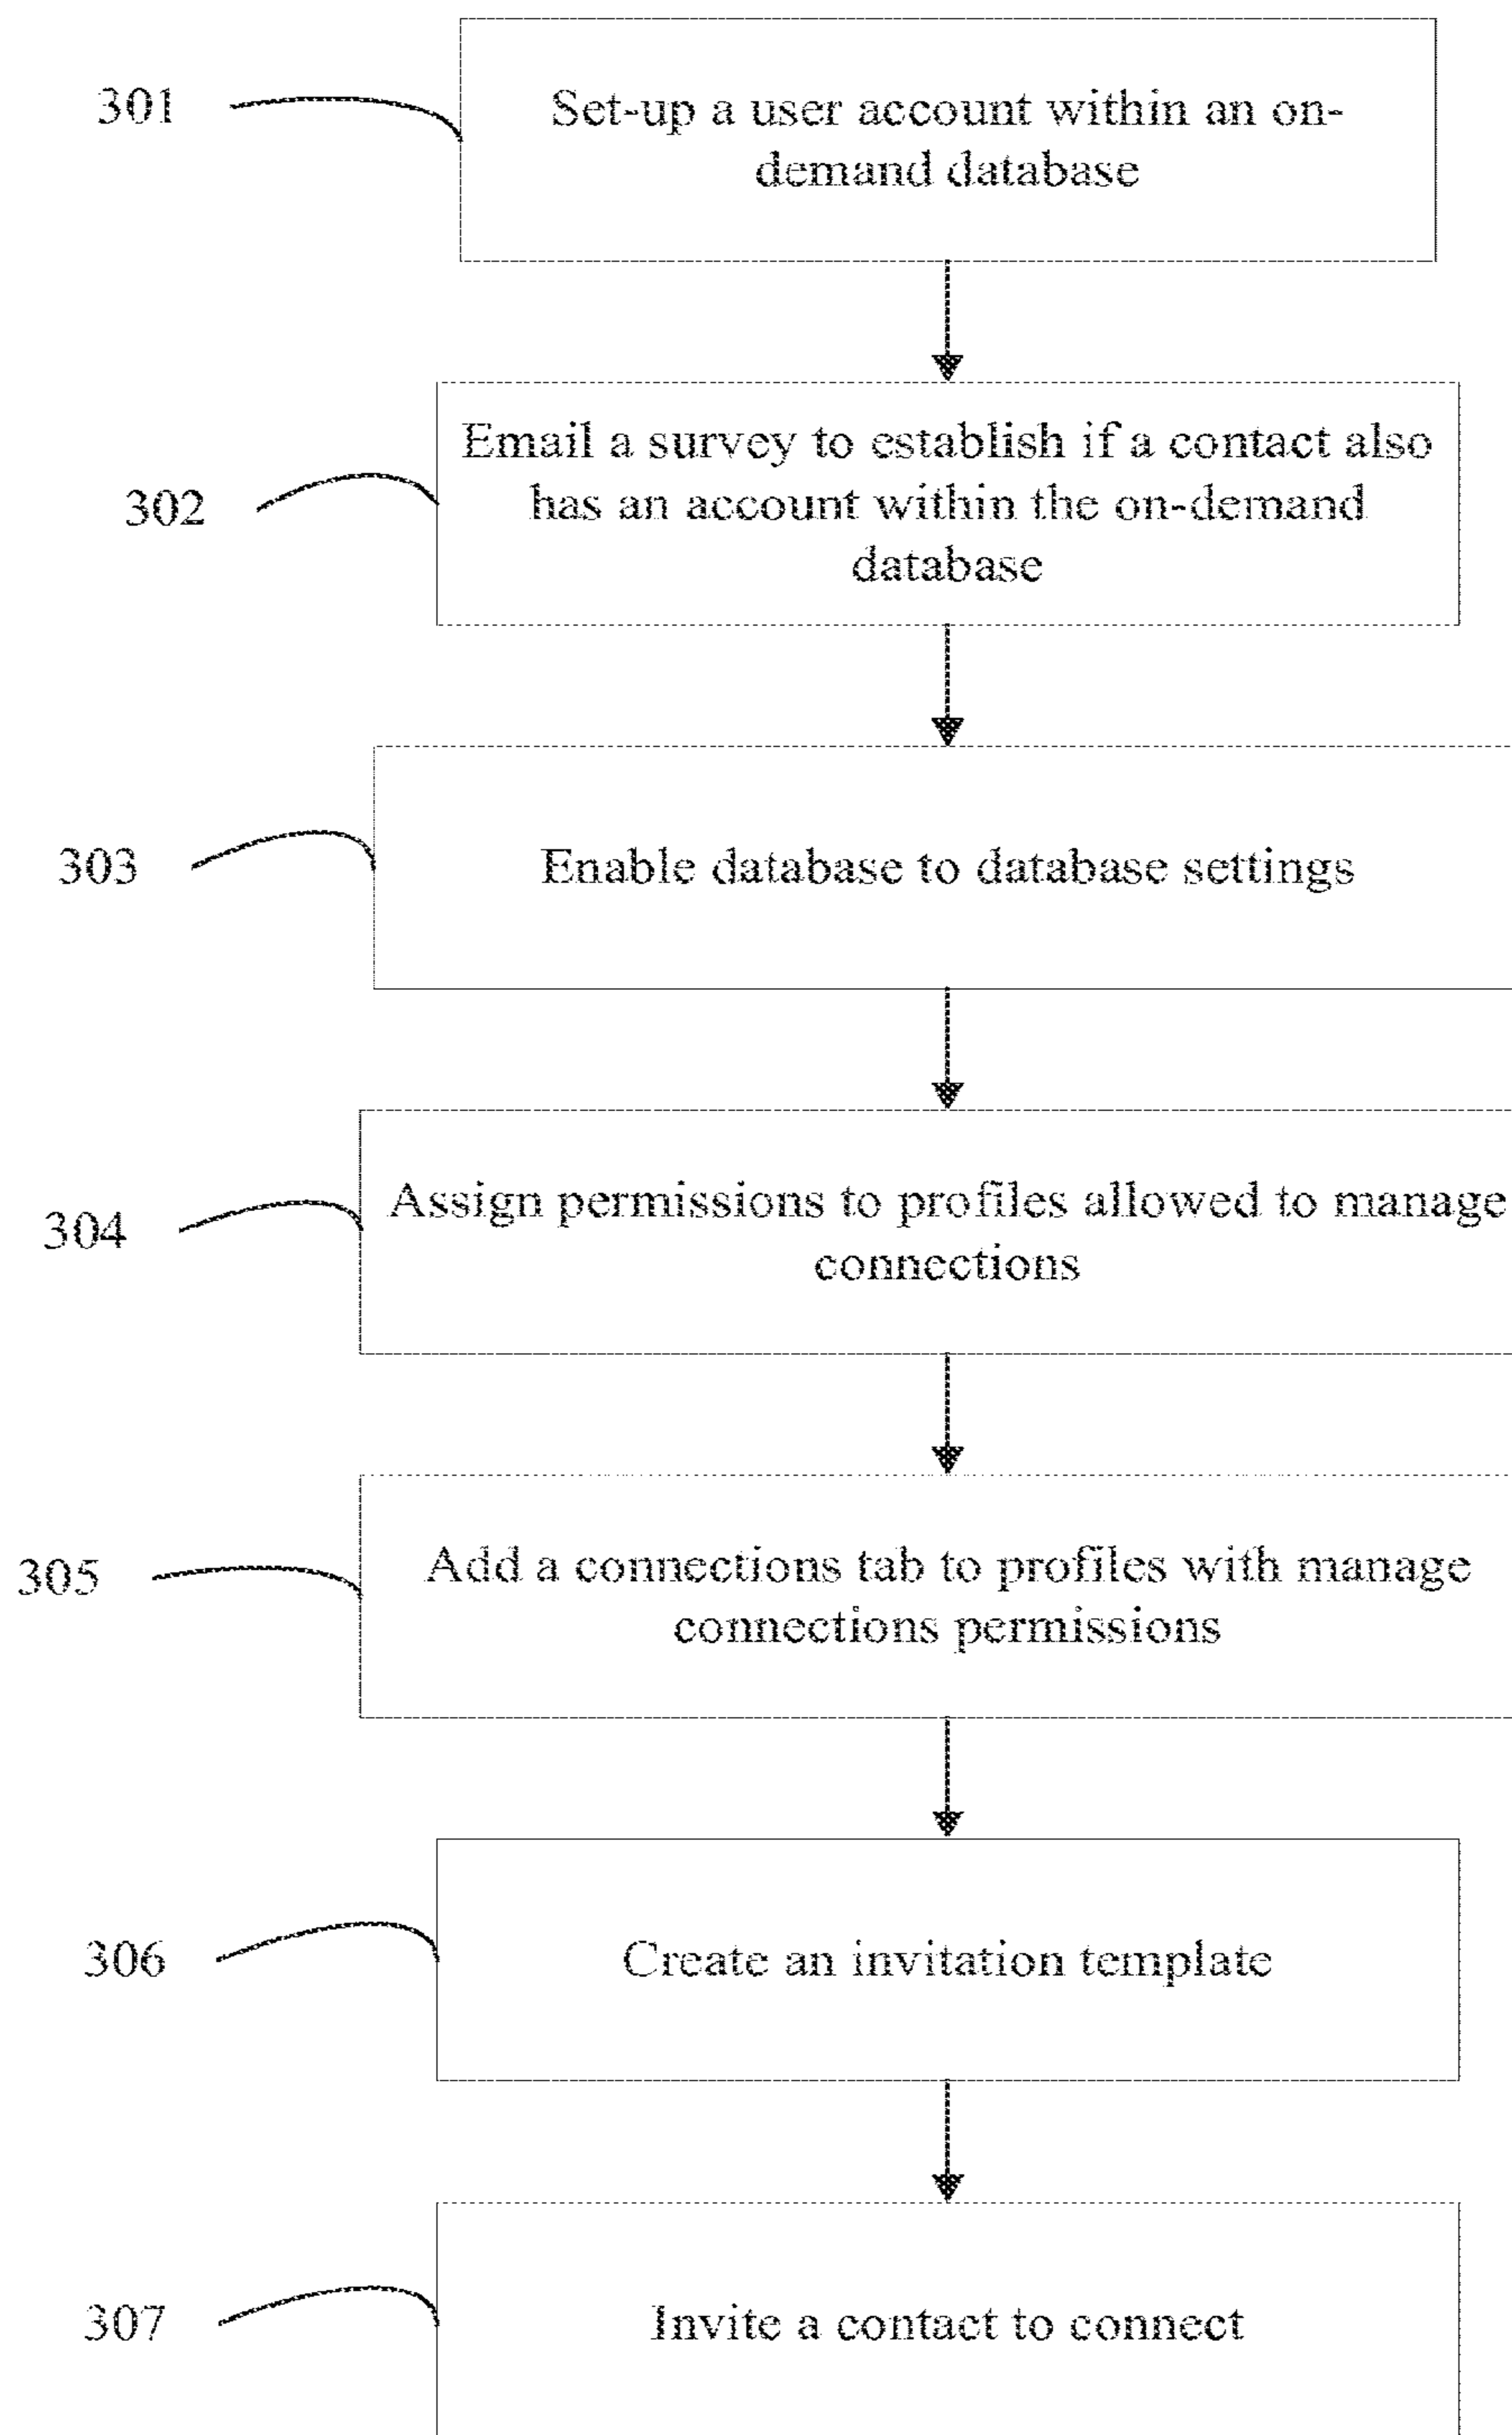 301
Set-up a user account within an on-
demand database
302
Email a survey to establish if a contact also
has an account within the on-demand
database
303
Enable database to database settings
304
Assign permissions to profiles allowed to manage
connections
305
Add a connections tab to profiles with manage
connections permissions
306
Create an invitation template
307
Invite a contact to connect